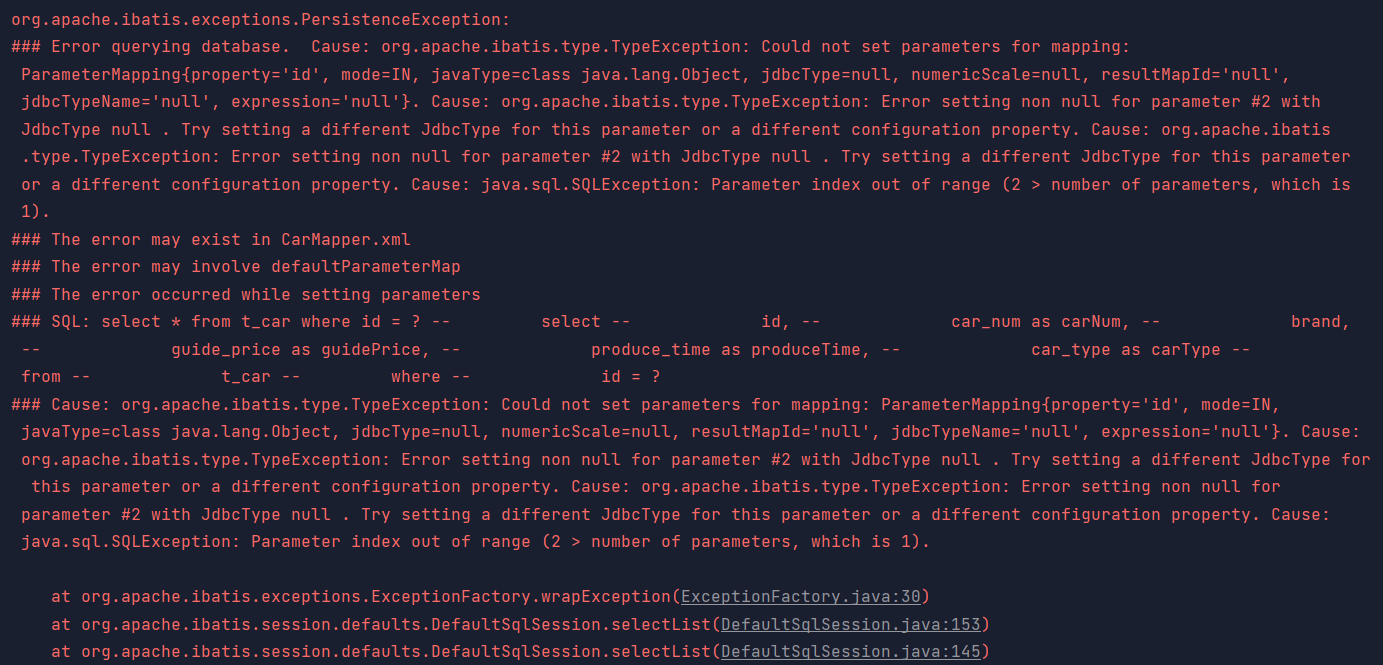 org.apache.ibatis.exceptions.PersistenceException:
### Error querying database.  Cause: org.apache.ibatis.type.TypeException: Could not set parameters for mapping:
ParameterMapping{property='id', mode=IN, javaType=class java.lang.Object, jdbcType=null, numericScale=null, resultMapId='null',
jdbcTypeName='null', expression='null'}. Cause: org.apache.ibatis.type.TypeException: Error setting non null for parameter #2 with
JdbcType null . Try setting a different JdbcType for this parameter or a different configuration property. Cause: org.apache.ibatis
.type.TypeException: Error setting non null for parameter #2 with JdbcType null . Try setting a different JdbcType for this parameter
or a different configuration property. Cause: java.sql.SQLException: Parameter index out of range (2 > number of parameters, which is
1).
### The error may exist in CarMapper.xml
### The error may involve defaultParameterMap
### The error occurred while setting parameters
### SQL: select * from t_car where id = ? --         select --             id, --             car_num as carNum, --             brand,
--             guide_price as guidePrice, --             produce_time as produceTime, --             car_type as carType --
from --             t_car --         where --             id = ?
### Cause: org.apache.ibatis.type.TypeException: Could not set parameters for mapping: ParameterMapping{property='id', mode=IN,
javaType=class java.lang.Object, jdbcType=null, numericScale=null, resultMapId='null', jdbcTypeName='null', expression='null'}. Cause:
org.apache.ibatis.type.TypeException: Error setting non null for parameter #2 with JdbcType null . Try setting a different JdbcType for
this parameter or a different configuration property. Cause: org.apache.ibatis.type.TypeException: Error setting non null for
parameter #2 with JdbcType null . Try setting a different JdbcType for this parameter or a different configuration property. Cause:
java.sql.SQLException: Parameter index out of range (2 > number of parameters, which is 1).
at org.apache.ibatis.exceptions.ExceptionFactory.wrapException(ExceptionFactory.java:30)
at org.apache.ibatis.session.defaults.DefaultSqlSession.selectList(DefaultSqlSession.java:153)
at org.apache.ibatis.session.defaults.DefaultSqlSession.selectList(DefaultSqlSession.java:145)